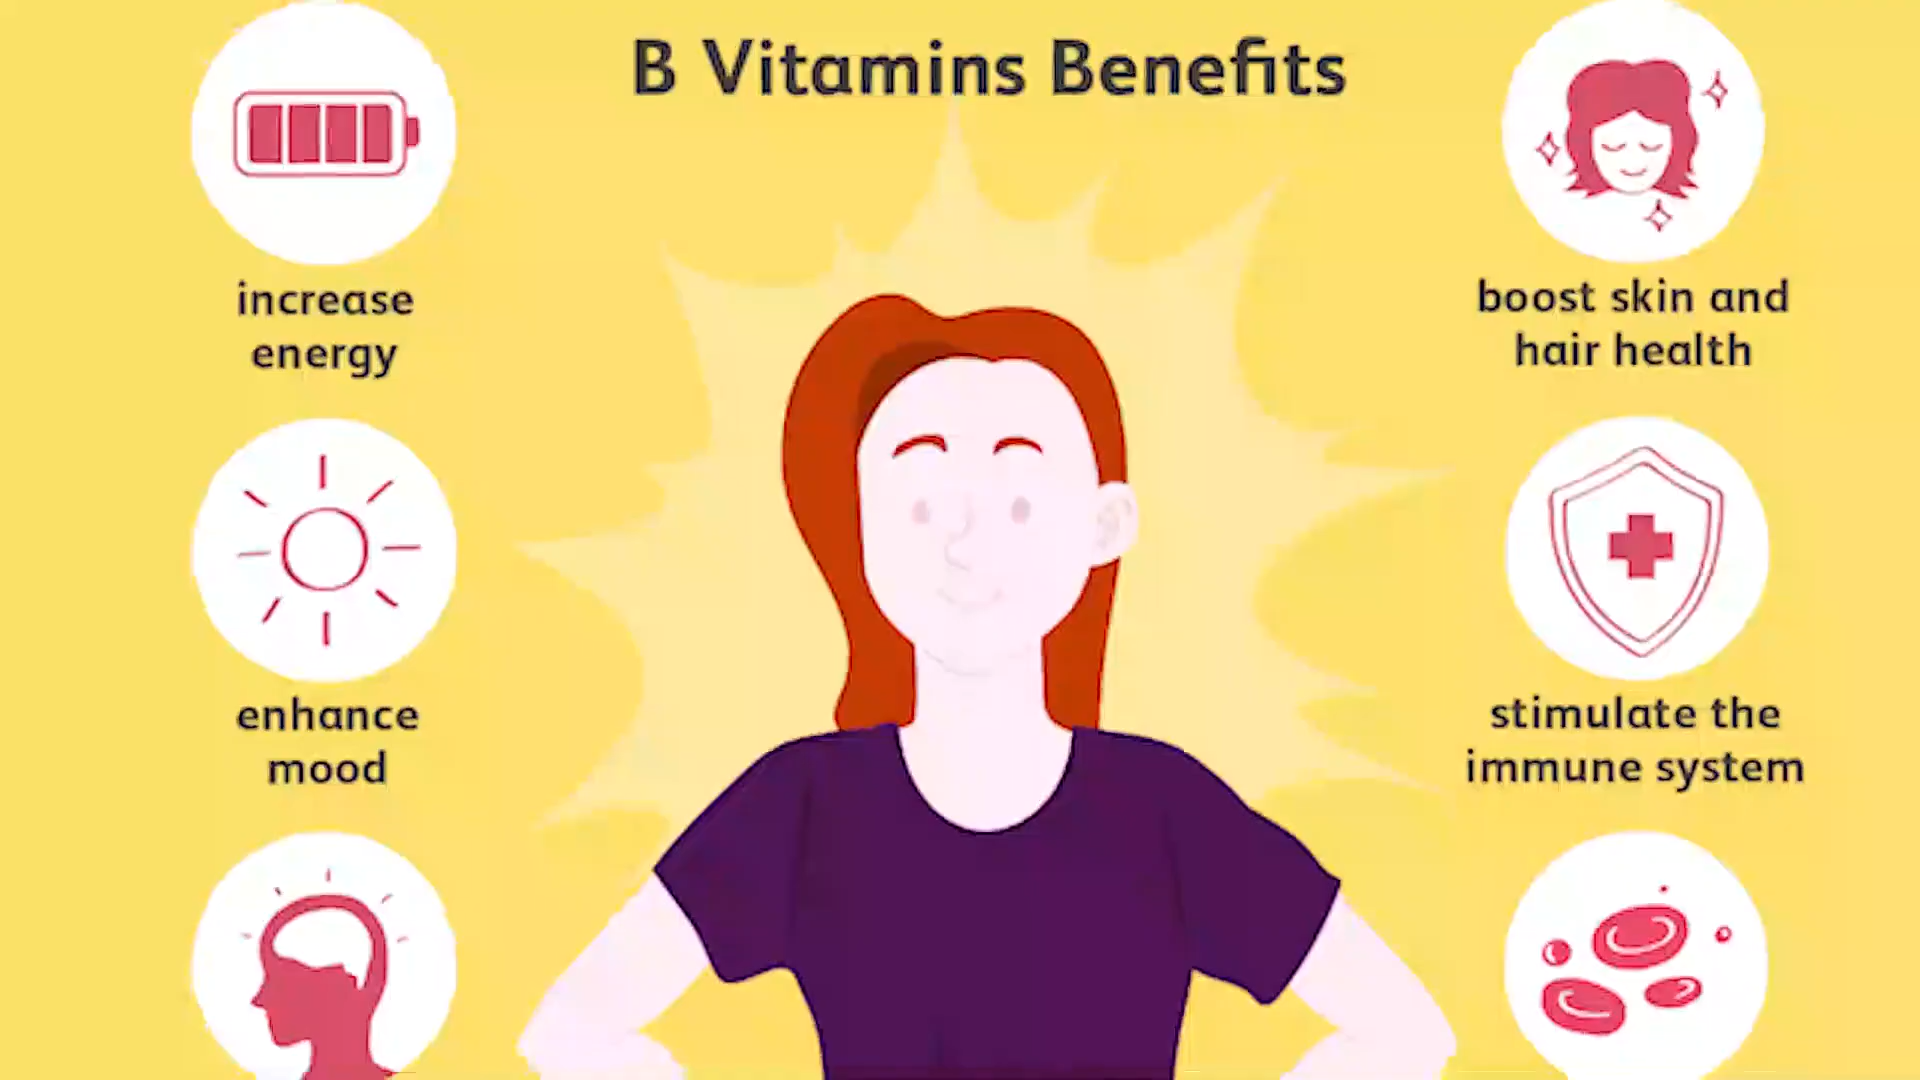 B Vitamins Benefits
increase
energy
boost skin and
hair health
enhance
mood
stimulate the
immune system